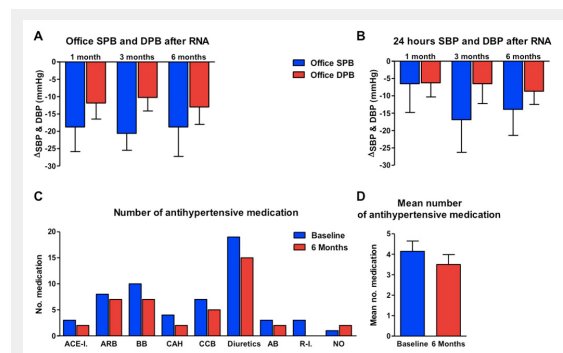 A
Office SPB and DPB after RNA
1 month 3 months 6 months
0
-5
-10
-15
-20
-25
-30
ΔSBP & DBP (mmHg)
Office SPB
Office DPB
B
24 hours SBP and DBP after RNA
1 month 3 months 6 months
0
-5
-10
-15
-20
-25
-30
ΔSBP & DBP (mmHg)
C
Number of antihypertensive medication
Baseline
6 Months
20
15
10
5
0
No. medication
ACE-I. ARB BB CAH CCB Diuretics AB R-I. NO
D
Mean number
of antihypertensive medication
5
4
3
2
1
0
Mean no. medication
Baseline 6 Months